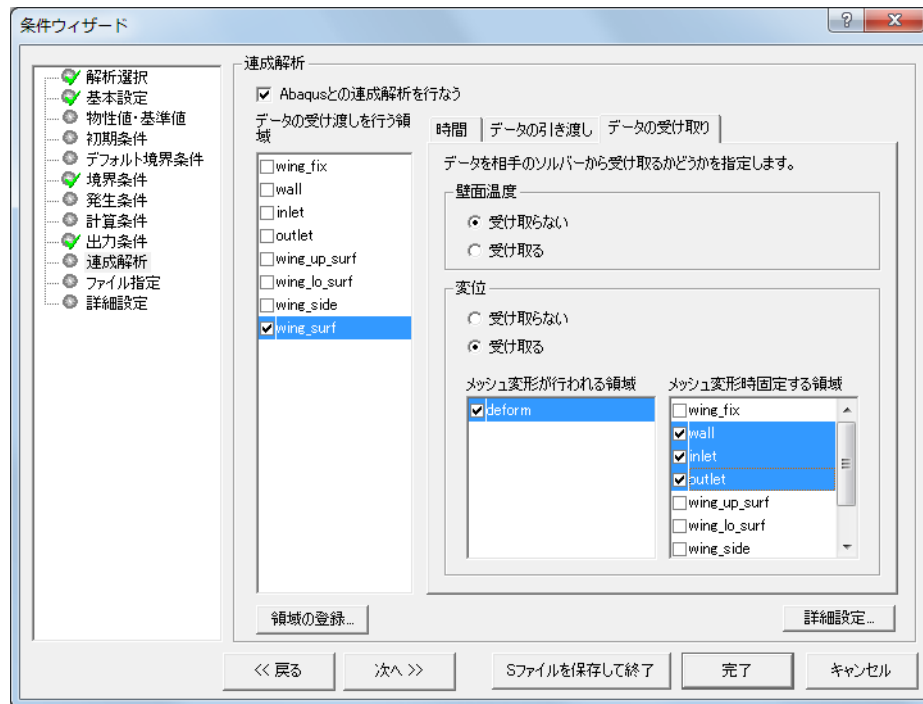 条件ウィザード
解析選択
基本設定
物性値・基準値
初期条件
デフォルト境界条件
境界条件
発生条件
計算条件
出力条件
連成解析
ファイル指定
詳細設定
連成解析
Abaqusとの連成解析を行なう
データの受け渡しを行う領
域
wing_fix
wall
inlet
outlet
wing_up_surf
wing_lo_surf
wing_side
wing_surf
領域の登録...
時間 データの引き渡し データの受け取り
データを相手のソルバーから受け取るかどうかを指定します。
壁面温度
受け取らない
受け取る
変位
受け取らない
受け取る
メッシュ変形が行われる領域
deform
メッシュ変形時固定する領域
wing_fix
wall
inlet
outlet
wing_up_surf
wing_lo_surf
wing_side
詳細設定...
<< 戻る 次へ >> Sファイルを保存して終了 完了 キャンセル